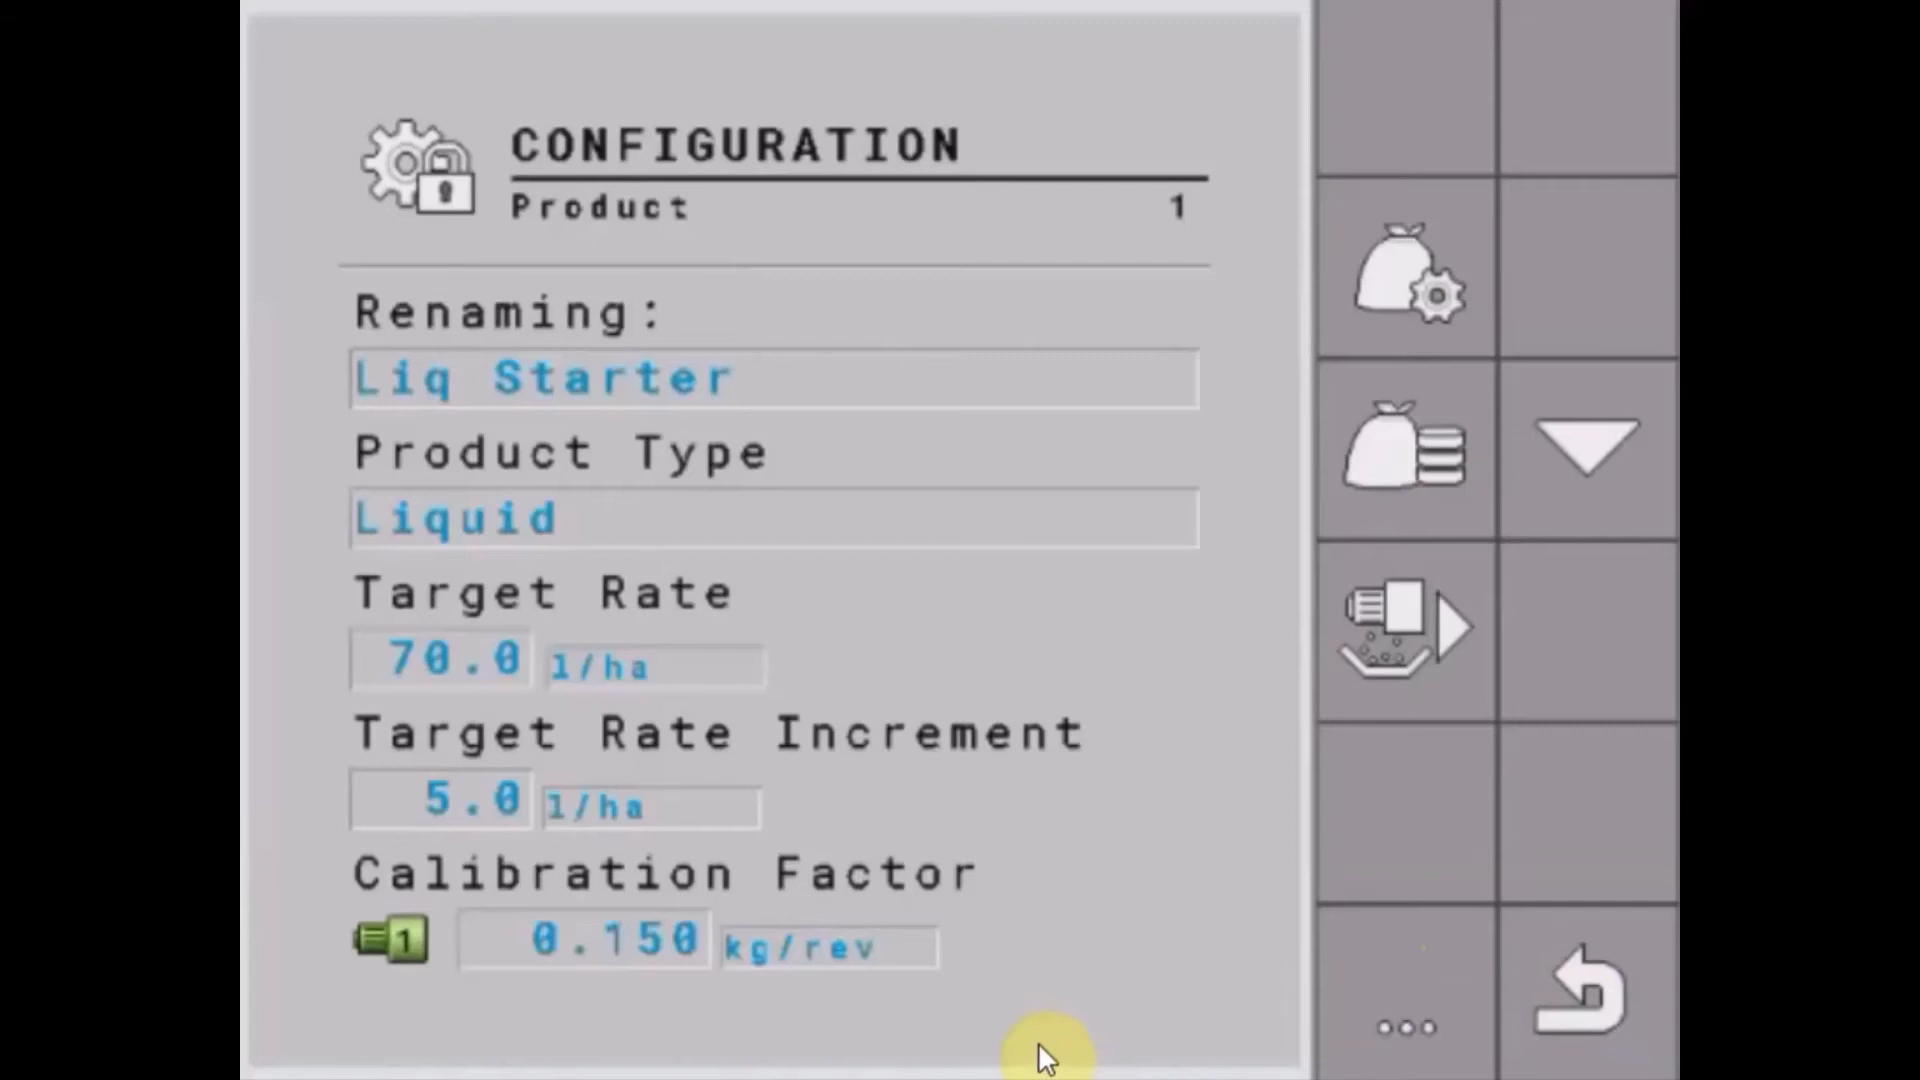 CONFIGURATION
Product 1
Renaming:
Liq Starter
Product Type
Liquid
Target Rate
70.0 l/ha
Target Rate Increment
5.0 l/ha
Calibration Factor
1 0.150 kg/rev